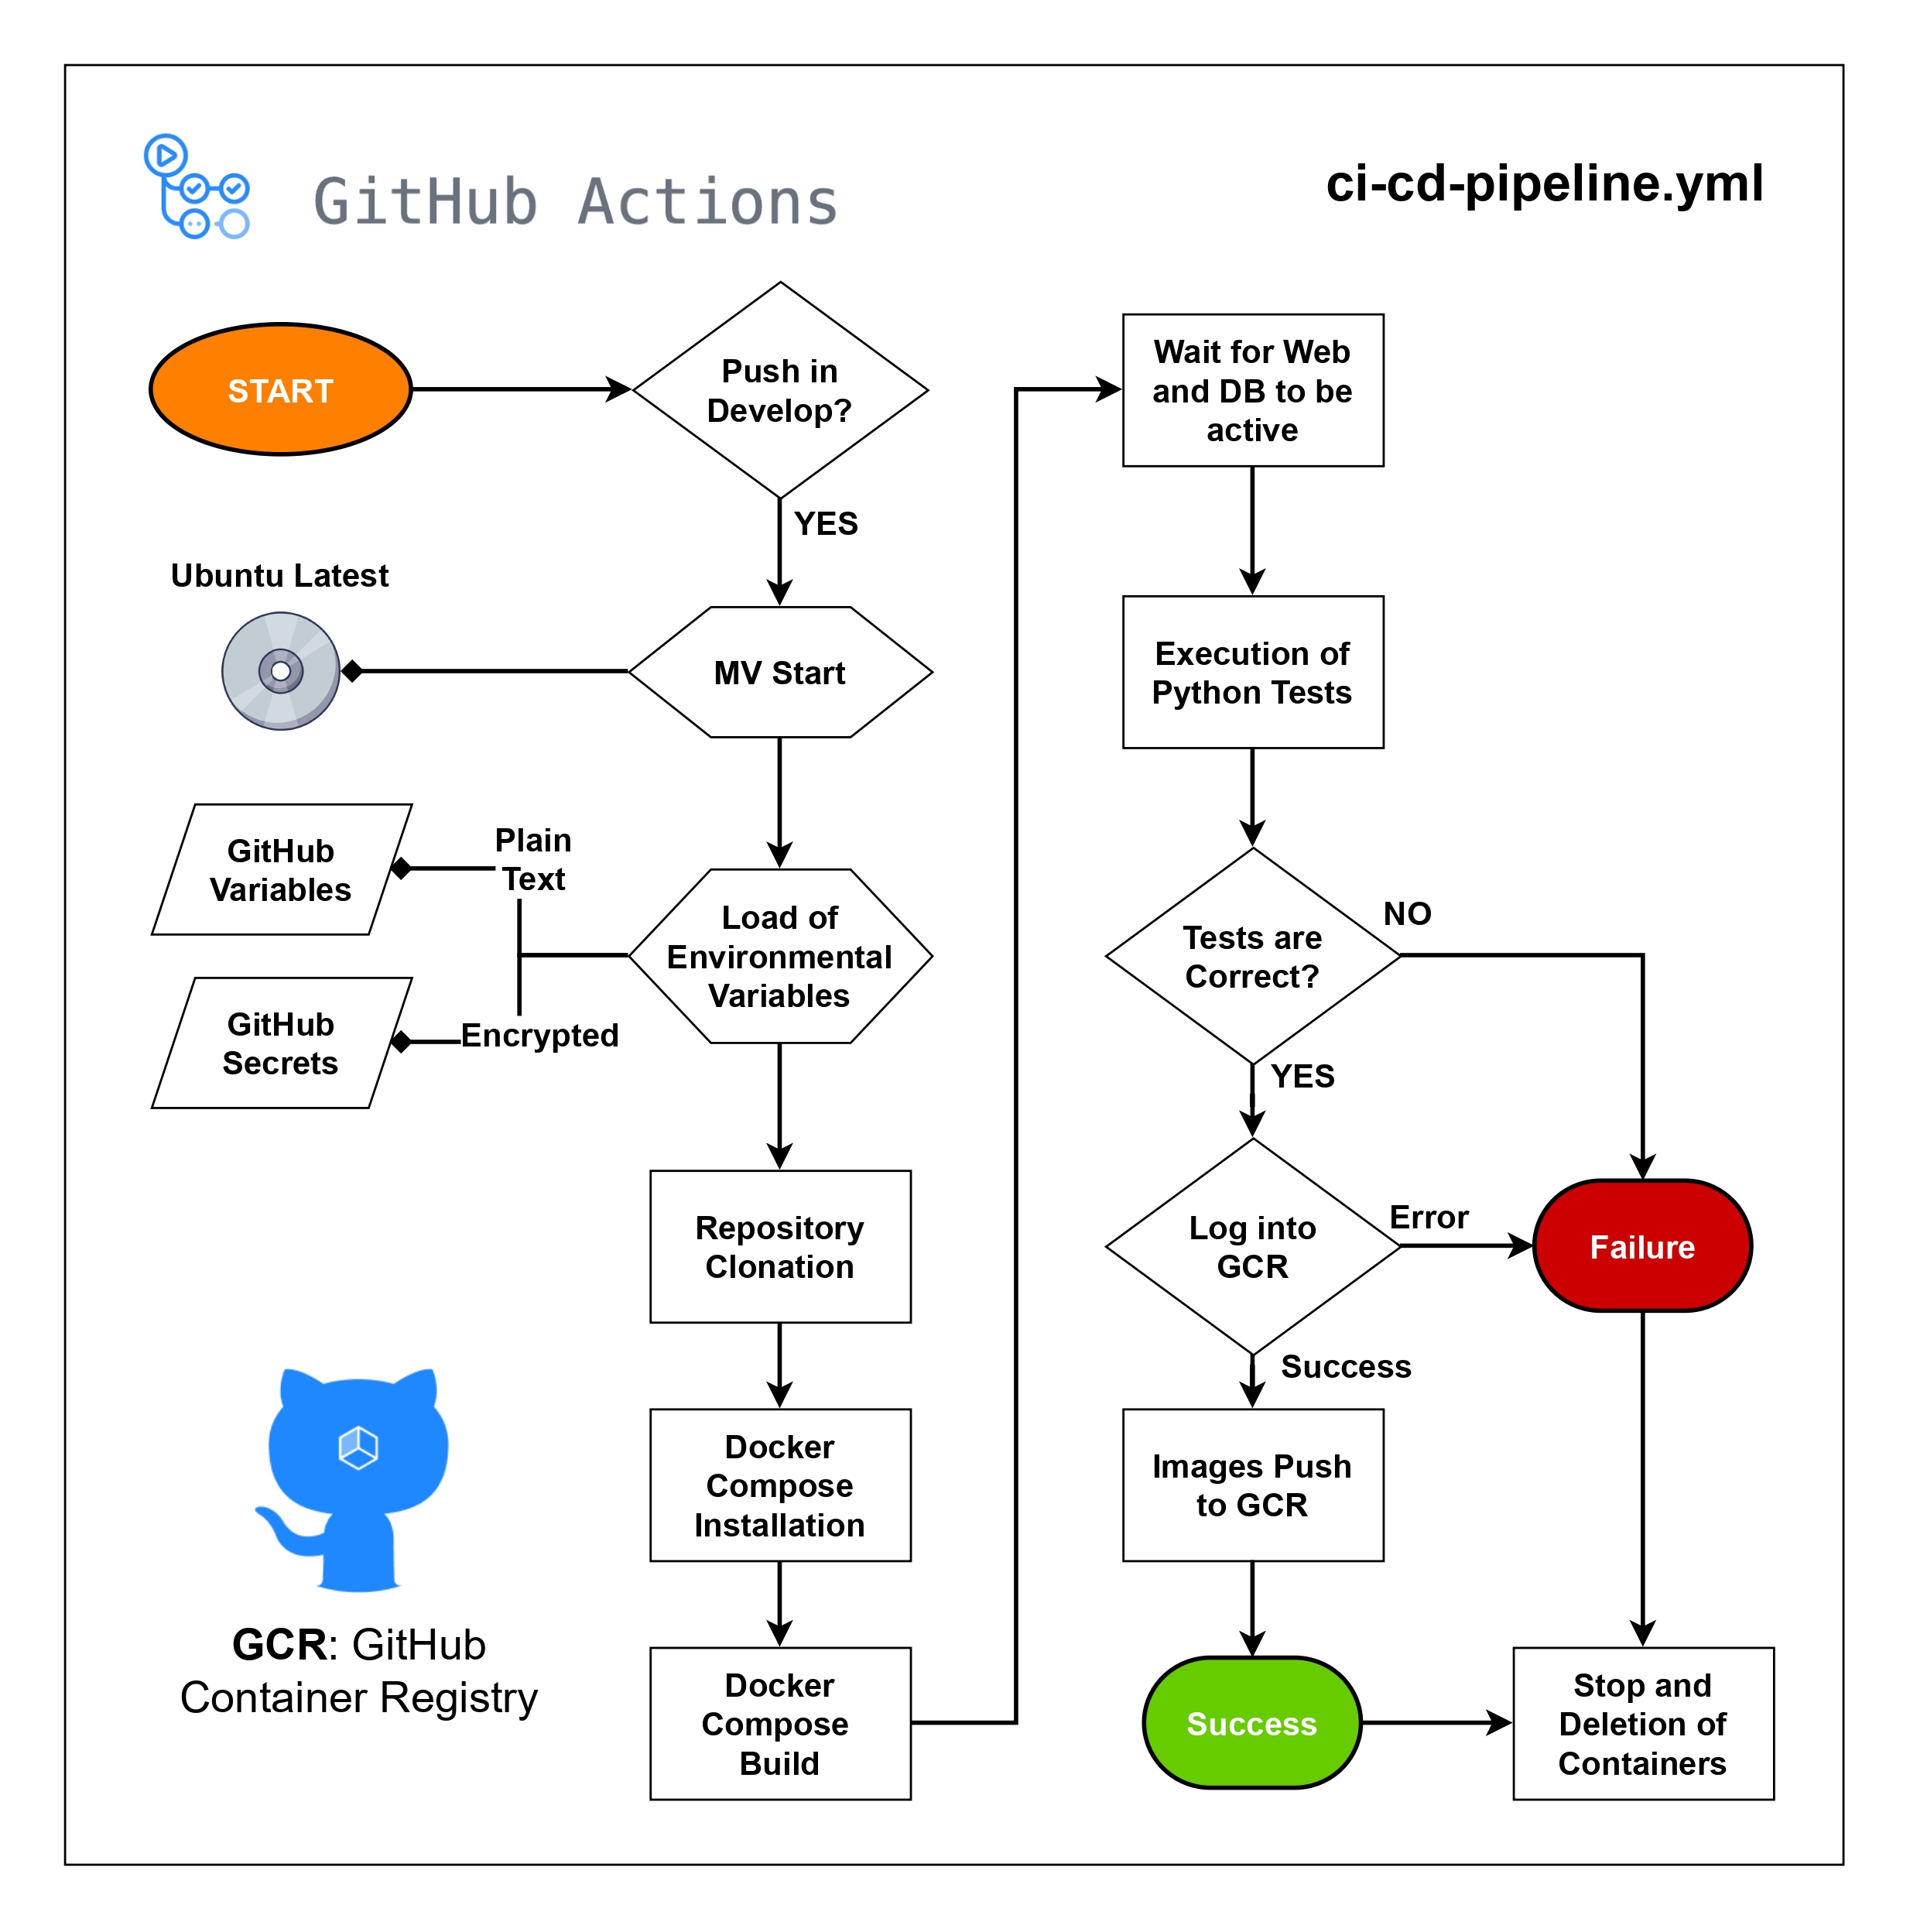 GitHub Actions
ci-cd-pipeline.yml
START
Push in
Develop?
YES
Ubuntu Latest
MV Start
GitHub
Variables
Plain
Text
Load of
Environmental
Variables
GitHub
Secrets
Encrypted
Repository
Clonation
Docker
Compose
Installation
Docker
Compose
Build
GCR: GitHub
Container Registry
Wait for Web
and DB to be
active
Execution of
Python Tests
Tests are
Correct?
NO
YES
Log into
GCR
Error
Failure
Success
Images Push
to GCR
Success
Stop and
Deletion of
Containers